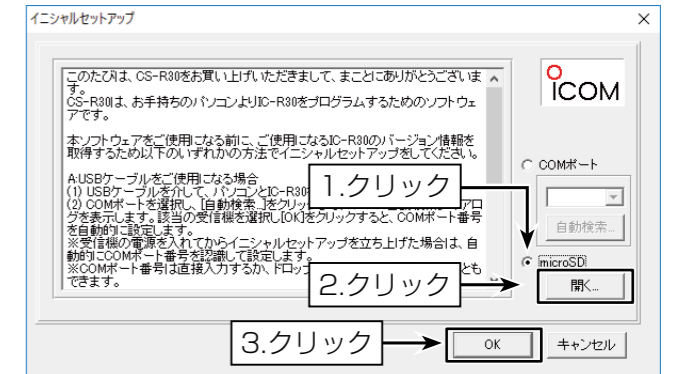 イニシャルセットアップ
このたびは、CS-R30をお買い上げいただきまして、まことにありがとうございま
す。
CS-R30は、お手持ちのパソコンよりIC-R30をプログラムするためのソフトウェ
アです。
本ソフトウェアをご使用になる前に、ご使用になるIC-R30のバージョン情報を
取得するため以下のいずれかの方法でイニシャルセットアップをしてください。
A:USBケーブルをご使用になる場合
(1) USBケーブルを介して、パソコンとIC-R30
(2) COMポートを選択し、[自動検索...]をクリッ
アロ
グを表示します。該当の受信機を選択し[OK]をクリックすると、COMポート番号
を自動的に設定します。
※受信機の電源を入れてからイニシャルセットアップを立ち上げた場合は、自
動的にCOMポート番号を認識して設定します。
※COMポート番号は直接入力するか、ドロッ
とも
できます。
ICOM
COMポート
自動検索...
microSD
開く...
1.クリック
2.クリック
3.クリック
OK
キャンセル